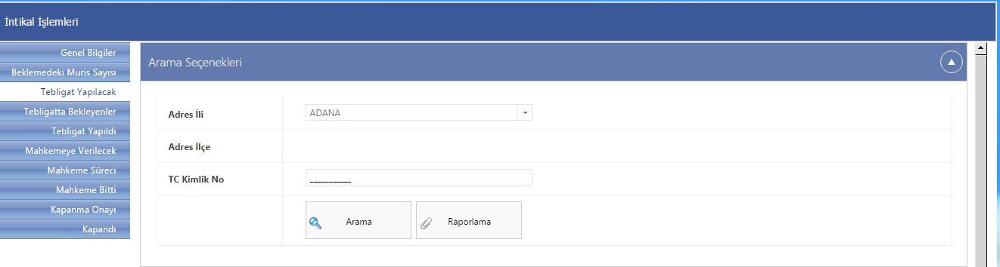 İntikal İşlemleri
Genel Bilgiler
Beklemedeki Muris Sayısı
Tebligat Yapılacak
Tebligatta Bekleyenler
Tebligat Yapıldı
Mahkemeye Verilecek
Mahkeme Süreci
Mahkeme Bitti
Kapanma Onayı
Kapandı
Arama Seçenekleri
Adres İli
ADANA
Adres İlçe
TC Kimlik No
___________
Arama
Raporlama